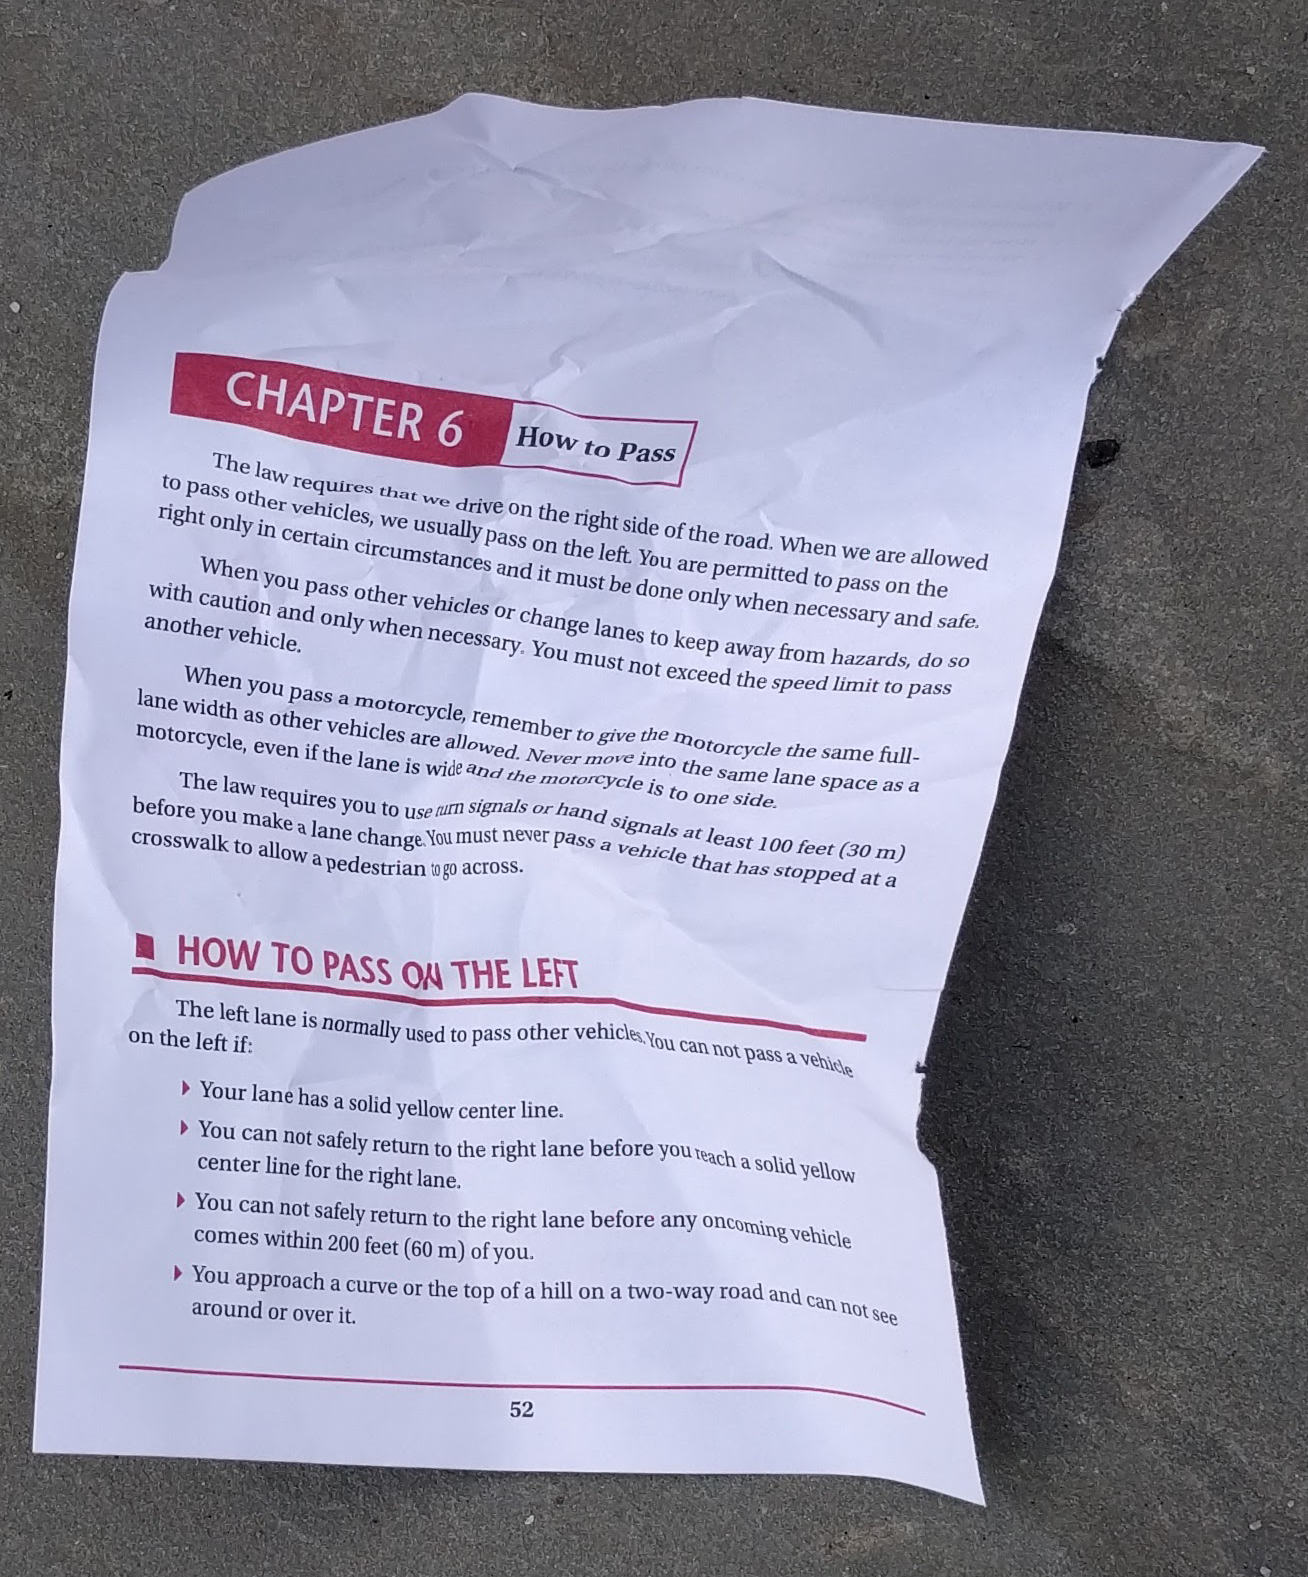 CHAPTER 6 How to Pass
The law requires that we drive on the right side of the road. When we are allowed
to pass other vehicles, we usually pass on the left. You are permitted to pass on the
right only in certain circumstances and it must be done only when necessary and safe.
When you pass other vehicles or change lanes to keep away from hazards, do so
with caution and only when necessary. You must not exceed the speed limit to pass
another vehicle.
When you pass a motorcycle, remember to give the motorcycle the same full-
lane width as other vehicles are allowed. Never move into the same lane space as a
motorcycle, even if the lane is wide and the motorcycle is to one side.
The law requires you to use turn signals or hand signals at least 100 feet (30 m)
before you make a lane change. You must never pass a vehicle that has stopped at a
crosswalk to allow a pedestrian to go across.
HOW TO PASS ON THE LEFT
The left lane is normally used to pass other vehicles. You can not pass a vehicle
on the left if:
Your lane has a solid yellow center line.
You can not safely return to the right lane before you reach a solid yellow
center line for the right lane.
You can not safely return to the right lane before any oncoming vehicle
comes within 200 feet (60 m) of you.
You approach a curve or the top of a hill on a two-way road and can not see
around or over it.
52